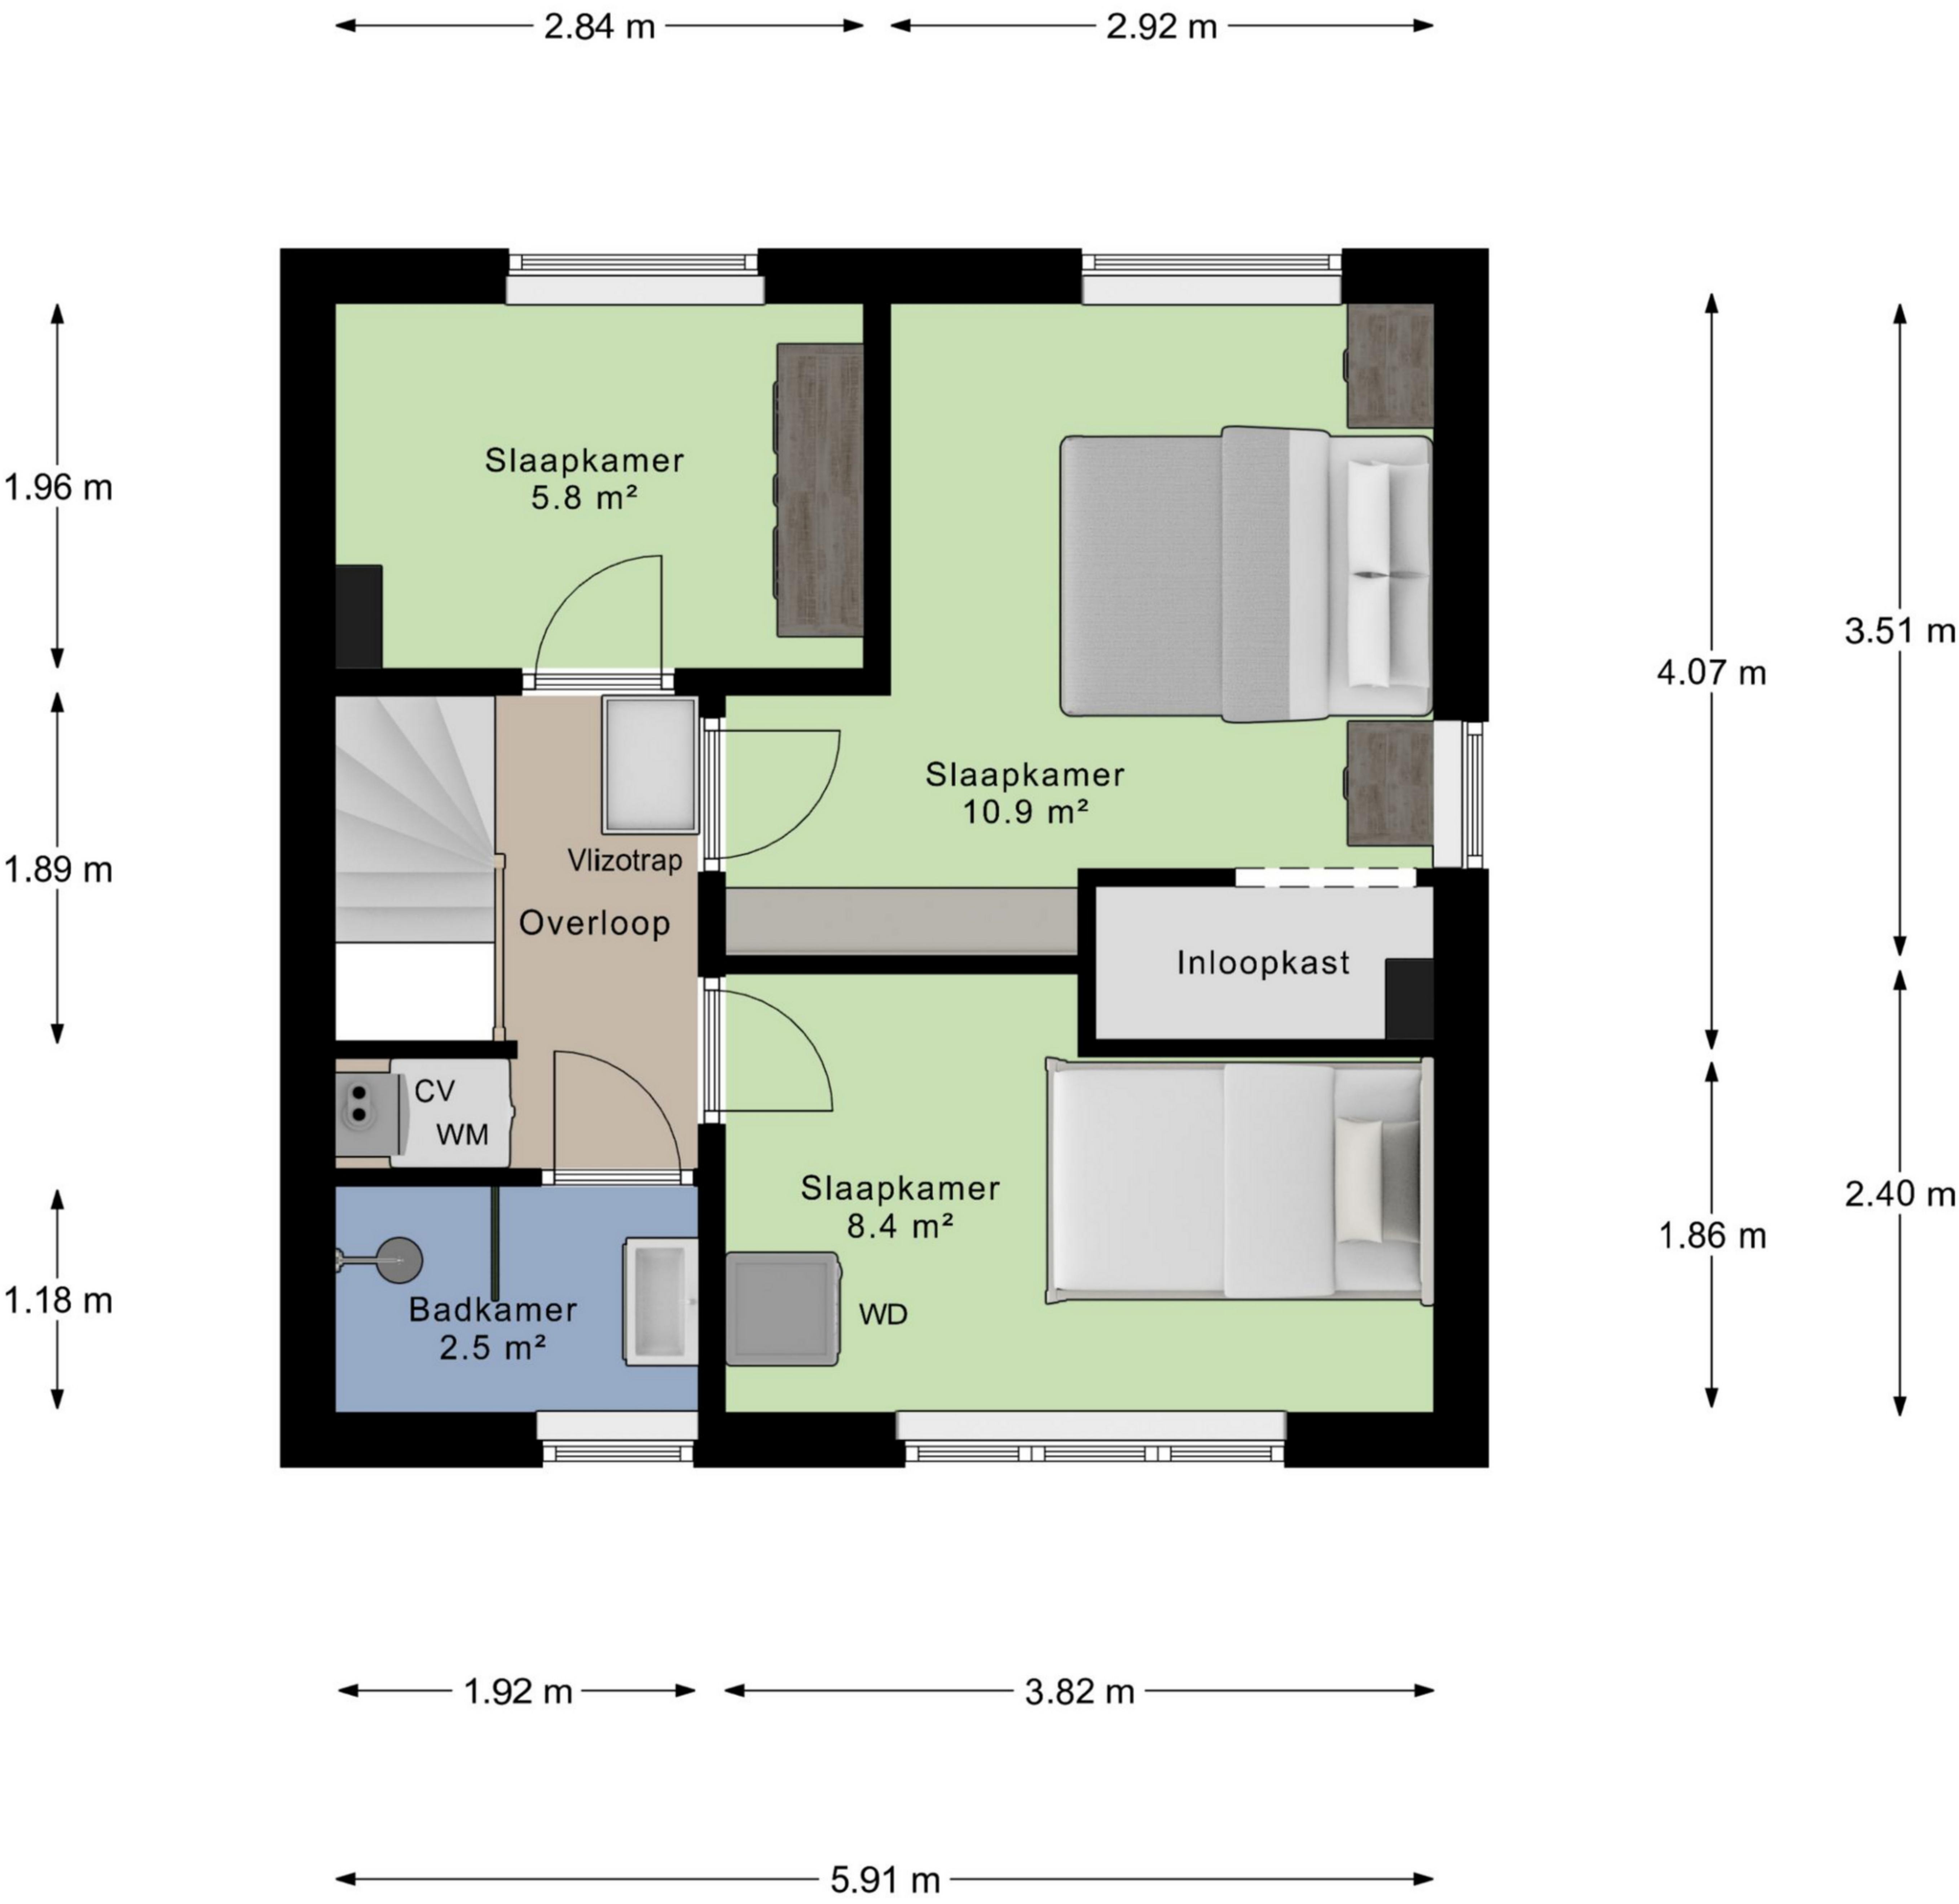 2.84 m
2.92 m
1.96 m
Slaapkamer
5.8 m²
3.51 m
4.07 m
Slaapkamer
10.9 m²
1.89 m
Vlizotrap
Overloop
Inloopkast
CV
WM
Slaapkamer
8.4 m²
2.40 m
1.86 m
1.18 m
Badkamer
2.5 m²
WD
1.92 m
3.82 m
5.91 m